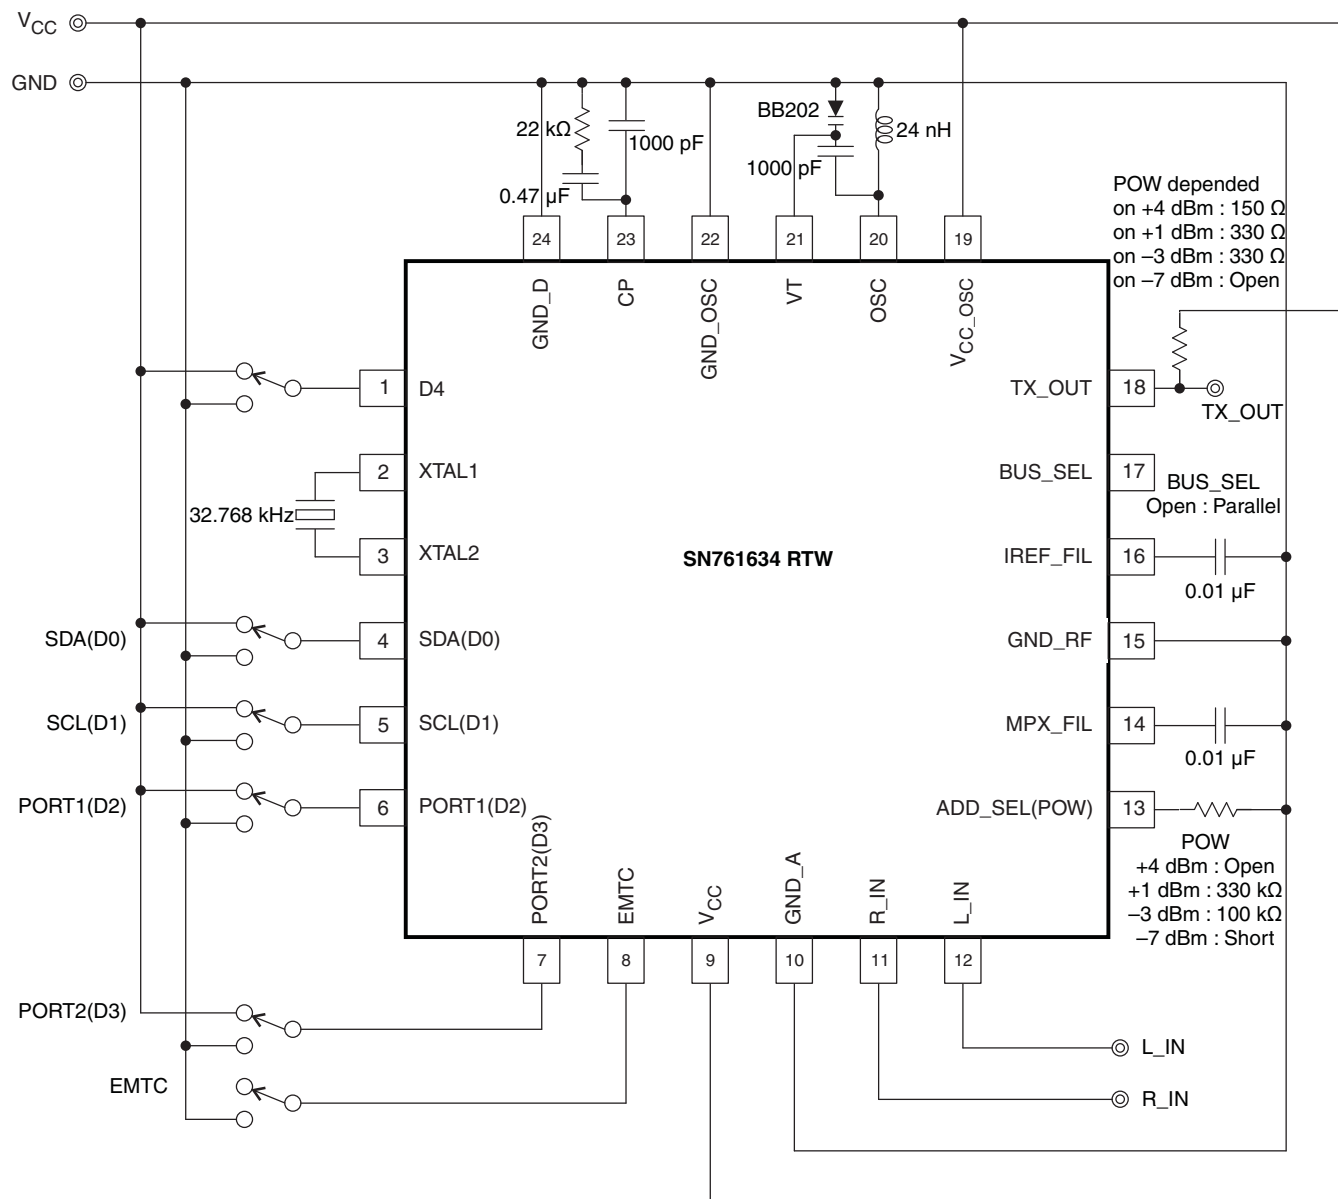 VCC
GND
22 kΩ
1000 pF
0.47 µF
BB202
1000 pF
24 nH
POW depended
on +4 dBm : 150 Ω
on +1 dBm : 330 Ω
on –3 dBm : 330 Ω
on –7 dBm : Open
24
23
22
21
20
19
GND_D
CP
GND_OSC
VT
OSC
VCC_OSC
1
D4
TX_OUT
18
TX_OUT
2
XTAL1
BUS_SEL
17
BUS_SEL
Open : Parallel
32.768 kHz
3
XTAL2
SN761634 RTW
IREF_FIL
16
0.01 µF
SDA(D0)
4
SDA(D0)
GND_RF
15
SCL(D1)
5
SCL(D1)
MPX_FIL
14
0.01 µF
PORT1(D2)
6
PORT1(D2)
ADD_SEL(POW)
13
POW
+4 dBm : Open
+1 dBm : 330 kΩ
–3 dBm : 100 kΩ
–7 dBm : Short
PORT2(D3)
EMTC
VCC
GND_A
R_IN
L_IN
7
8
9
10
11
12
PORT2(D3)
L_IN
EMTC
R_IN